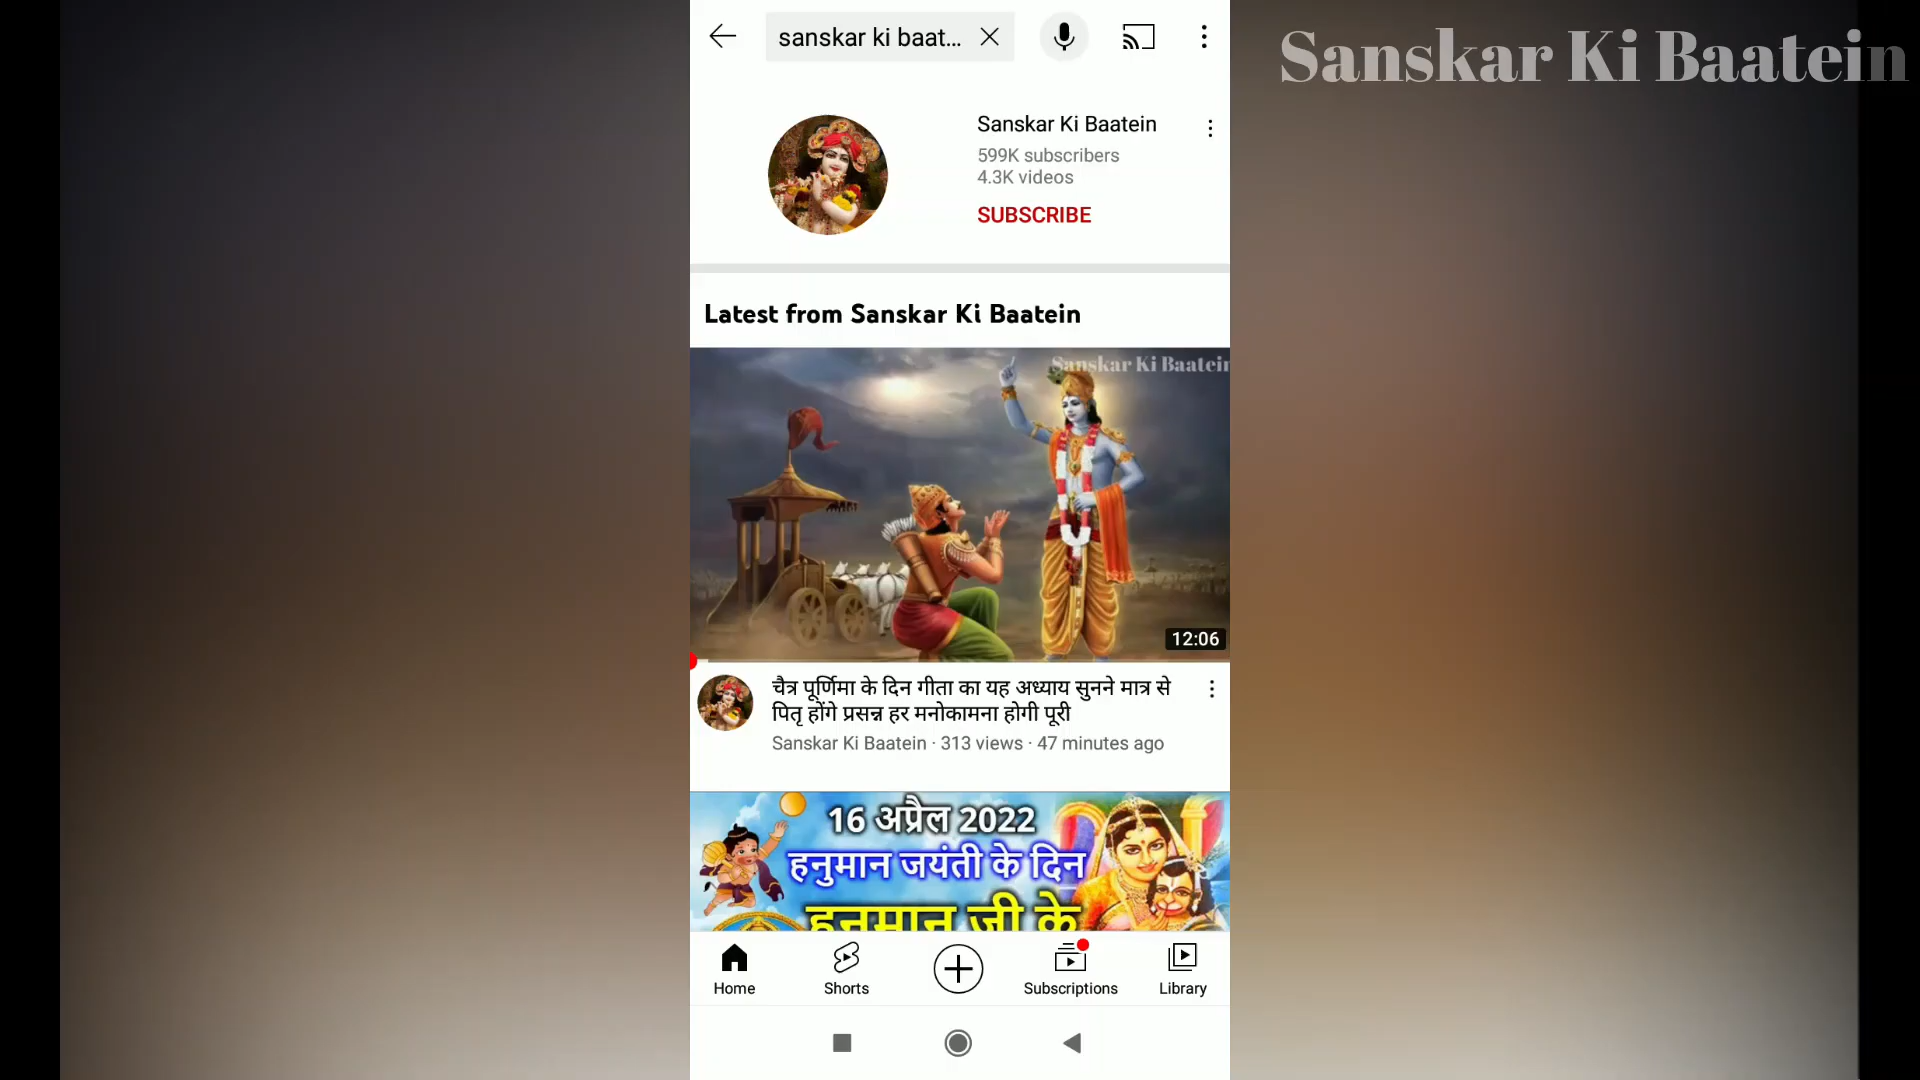 sanskar ki baat...
Sanskar Ki Baatein
Sanskar Ki Baatein
599K subscribers
4.3K videos
SUBSCRIBE
Latest from Sanskar Ki Baatein
Sanskar Ki Baatein
12:06
चैत्र पूर्णिमा के दिन गीता का यह अध्याय सुनने मात्र से
पितृ होंगे प्रसन्न हर मनोकामना होगी पूरी
Sanskar Ki Baatein · 313 views · 47 minutes ago
16 अप्रैल 2022
हनुमान जयंती के दिन
हनुमान जी के
Home
Shorts
Subscriptions
Library